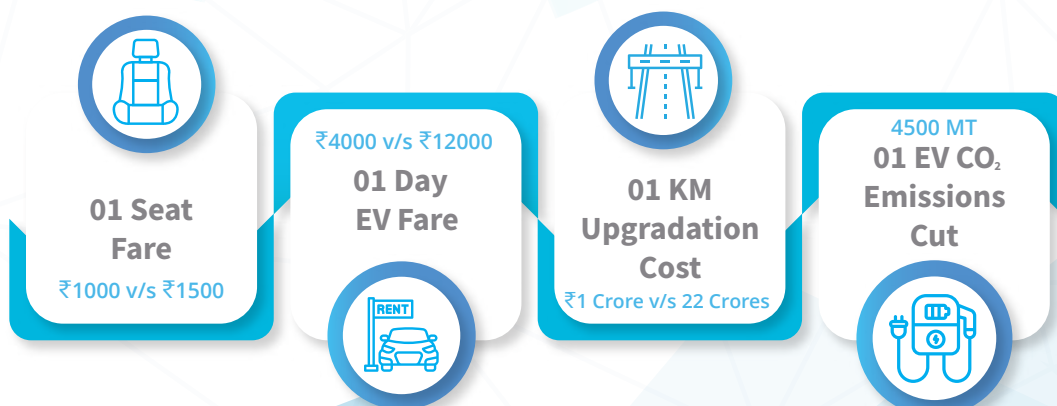 01 Seat
Fare
₹1000 v/s ₹1500
₹4000 v/s ₹12000
01 Day
EV Fare
RENT
01 KM
Upgradation
Cost
₹1 Crore v/s 22 Crores
4500 MT
01 EV CO₂
Emissions
Cut